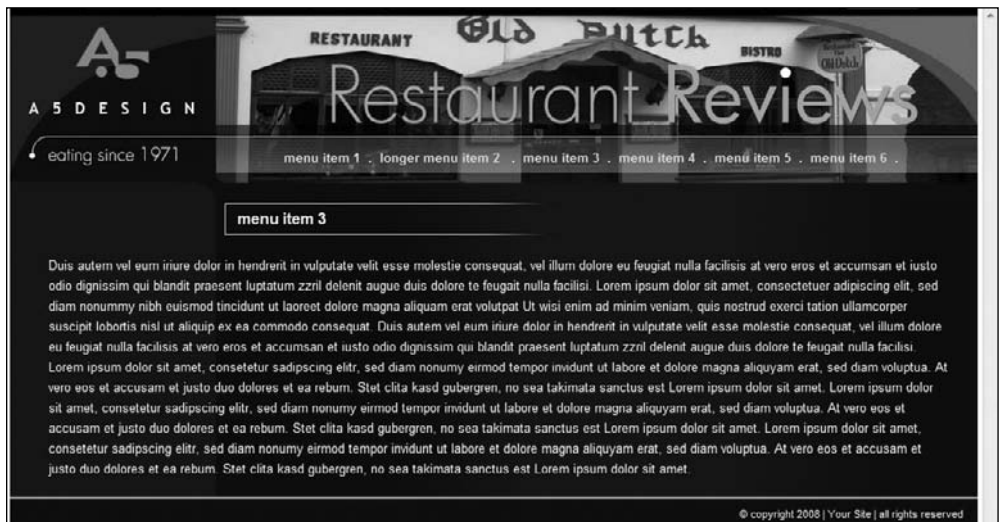 A5
A5DESIGN
eating since 1971
RESTAURANT
Old Dutch
BISTRO
Old Dutch
Restaurant Reviews
menu item 1 . longer menu item 2 . menu item 3 . menu item 4 . menu item 5 . menu item 6 .
menu item 3
Duis autem vel eum iriure dolor in hendrerit in vulputate velit esse molestie consequat, vel illum dolore eu feugiat nulla facilisis at vero eros et accumsan et iusto
odio dignissim qui blandit praesent luptatum zzril delenit augue duis dolore te feugait nulla facilisi. Lorem ipsum dolor sit amet, consectetuer adipiscing elit, sed
diam nonummy nibh euismod tincidunt ut laoreet dolore magna aliquam erat volutpat Ut wisi enim ad minim veniam, quis nostrud exerci tation ullamcorper
suscipit lobortis nisl ut aliquip ex ea commodo consequat. Duis autem vel eum iriure dolor in hendrerit in vulputate velit esse molestie consequat, vel illum dolore
eu feugiat nulla facilisis at vero eros et accumsan et iusto odio dignissim qui blandit praesent luptatum zzril delenit augue duis dolore te feugait nulla facilisi.
Lorem ipsum dolor sit amet, consetetur sadipscing elitr, sed diam nonumy eirmod tempor invidunt ut labore et dolore magna aliquyam erat, sed diam voluptua. At
vero eos et accusam et justo duo dolores et ea rebum. Stet clita kasd gubergren, no sea takimata sanctus est Lorem ipsum dolor sit amet. Lorem ipsum dolor
sit amet, consetetur sadipscing elitr, sed diam nonumy eirmod tempor invidunt ut labore et dolore magna aliquyam erat, sed diam voluptua. At vero eos et
accusam et justo duo dolores et ea rebum. Stet clita kasd gubergren, no sea takimata sanctus est Lorem ipsum dolor sit amet. Lorem ipsum dolor sit amet,
consetetur sadipscing elitr, sed diam nonumy eirmod tempor invidunt ut labore et dolore magna aliquyam erat, sed diam voluptua. At vero eos et accusam et
justo duo dolores et ea rebum. Stet clita kasd gubergren, no sea takimata sanctus est Lorem ipsum dolor sit amet.
© copyright 2008 | Your Site | all rights reserved